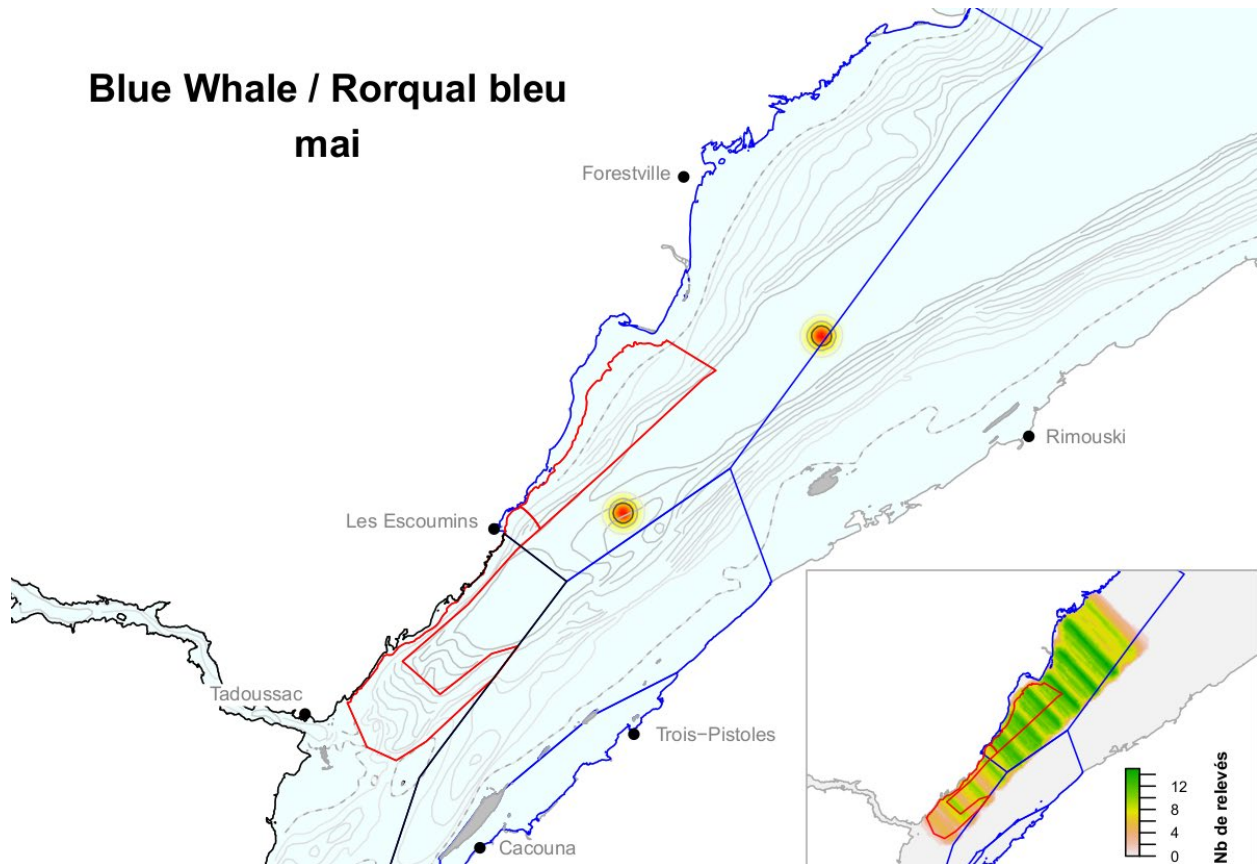 Blue Whale / Rorqual bleu
mai
Forestville
Rimouski
Les Escoumins
Tadoussac
Trois−Pistoles
Cacouna
12
8
4
0
Nb de relevés